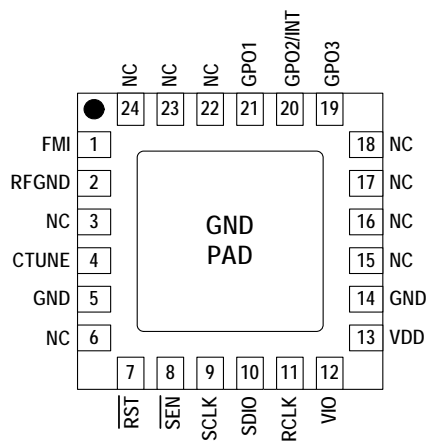 NC
NC
NC
GPO1
GPO2/INT
GPO3
24
23
22
21
20
19
FMI 1
RFGND 2
NC 3
CTUNE 4
GND 5
NC 6
GND
PAD
18 NC
17 NC
16 NC
15 NC
14 GND
13 VDD
7
8
9
10
11
12
RST
SEN
SCLK
SDIO
RCLK
VIO